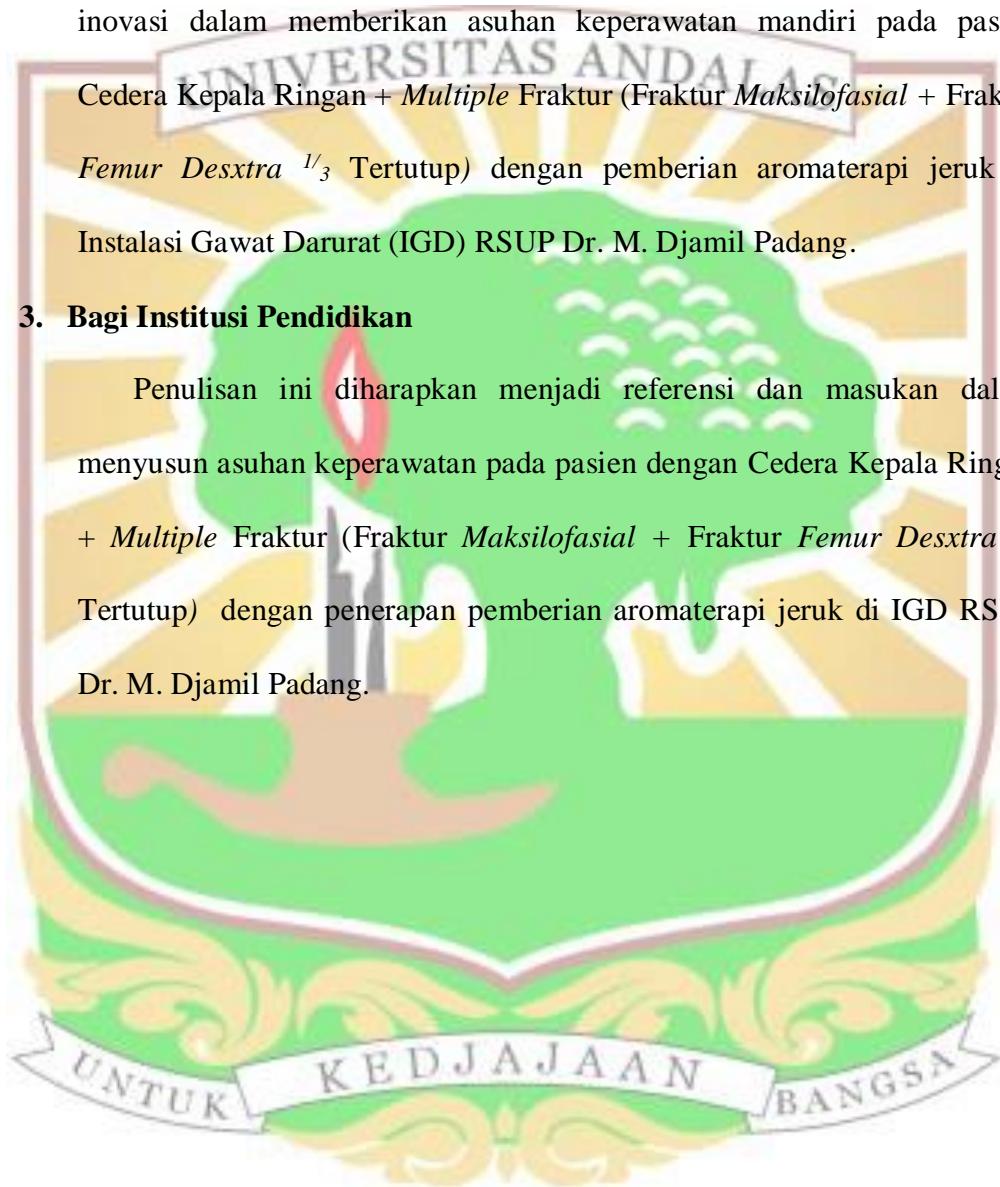 inovasi dalam memberikan asuhan keperawatan mandiri pada pas
UNIVERSITAS ANDALAS
Cedera Kepala Ringan + Multiple Fraktur (Fraktur Maksilofasial + Frak
Femur Desxtra 1/3 Tertutup) dengan pemberian aromaterapi jeruk
Instalasi Gawat Darurat (IGD) RSUP Dr. M. Djamil Padang.
3. Bagi Institusi Pendidikan
Penulisan ini diharapkan menjadi referensi dan masukan dal
menyusun asuhan keperawatan pada pasien dengan Cedera Kepala Ring
+ Multiple Fraktur (Fraktur Maksilofasial + Fraktur Femur Desxtra
Tertutup) dengan penerapan pemberian aromaterapi jeruk di IGD RS
Dr. M. Djamil Padang.
UNTUK KEDJAJAAN BANGSA